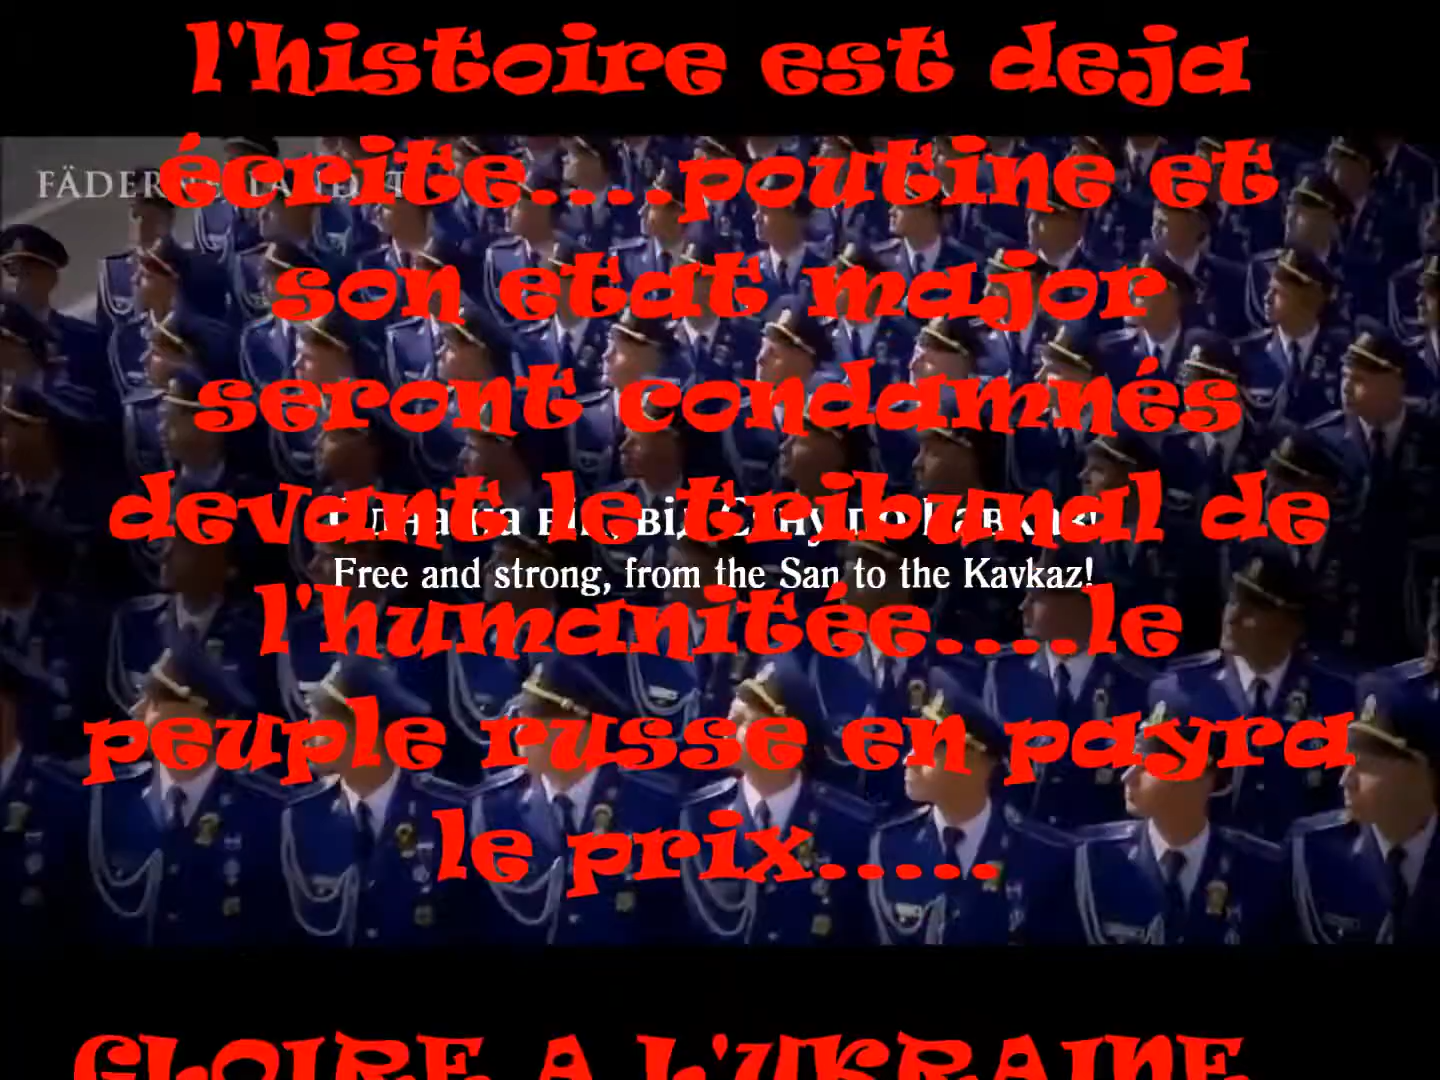 l'histoire est deja
écrite....poutine et
son etat major
seront condamnés
devant le tribunal de
Free and strong, from the San to the Kavkaz!
l'humanitée....le
peuple russe en payra
le prix.....
GLOIRE A L'UKRAINE